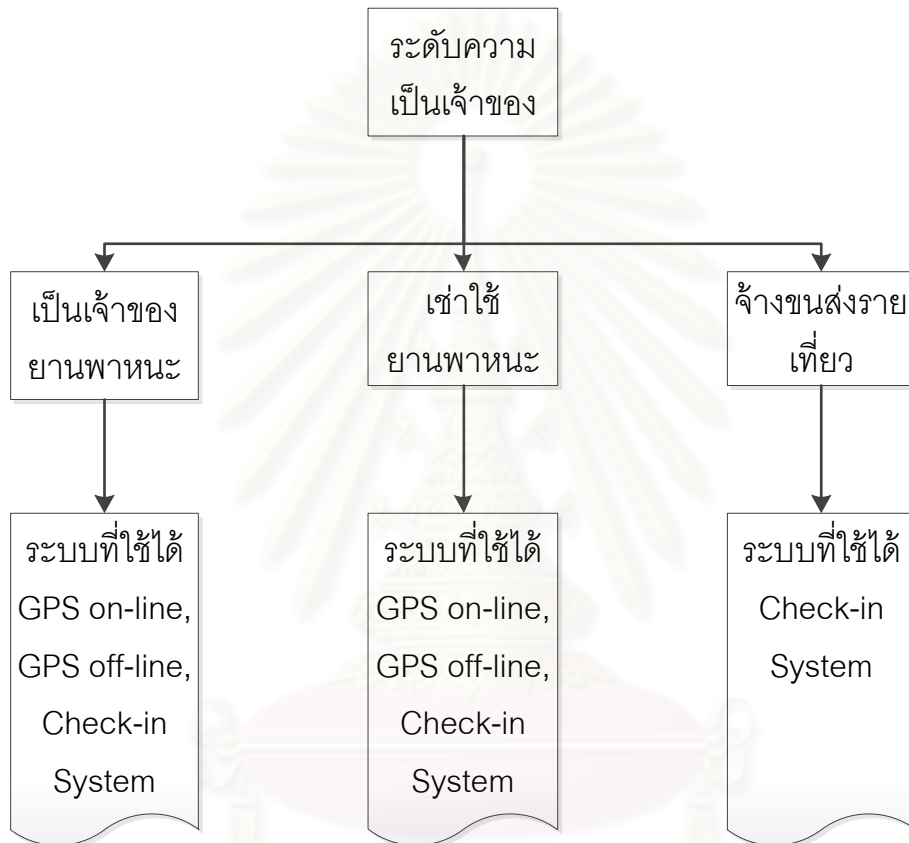 ระดับความ
เป็นเจ้าของ
เป็นเจ้าของ
ยานพาหนะ
เช่าใช้
ยานพาหนะ
จ้างขนส่งราย
เที่ยว
ระบบที่ใช้ได้
GPS on-line,
GPS off-line,
Check-in
System
ระบบที่ใช้ได้
GPS on-line,
GPS off-line,
Check-in
System
ระบบที่ใช้ได้
Check-in
System